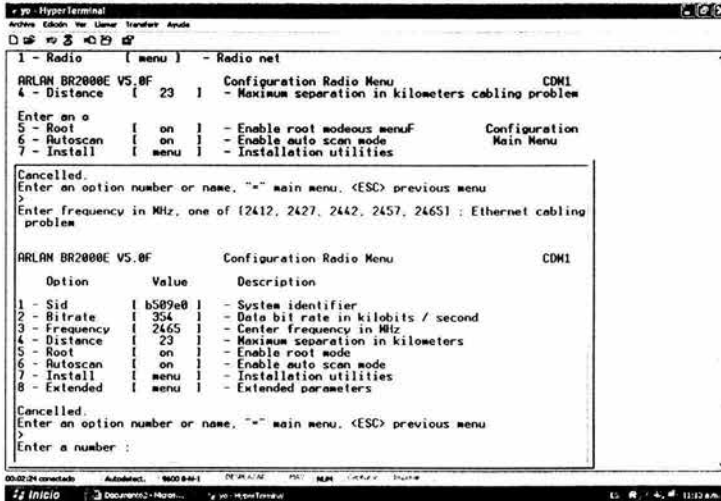 yo - HyperTerminal
Archivo Edición Ver Llamar Transferir Ayuda
1 - Radio [ menu ] - Radio net
ARLAN BR2000E V5.0F Configuration Radio Menu COM1
4 - Distance [ 23 ] - Maximum separation in kilometers cabling problem
Enter an o
5 - Root [ on ] - Enable root modeous menuF Configuration
6 - Autoscan [ on ] - Enable auto scan mode Main Menu
7 - Install [ menu ] - Installation utilities
Cancelled.
Enter an option number or name, "=" main menu, <ESC> previous menu
>
Enter frequency in MHz, one of [2412, 2427, 2442, 2457, 2465] : Ethernet cabling
problem
ARLAN BR2000E V5.0F Configuration Radio Menu COM1
Option Value Description
1 - Sid [ b509e0 ] - System identifier
2 - Bitrate [ 354 ] - Data bit rate in kilobits / second
3 - Frequency [ 2465 ] - Center frequency in MHz
4 - Distance [ 23 ] - Maximum separation in kilometers
5 - Root [ on ] - Enable root mode
6 - Autoscan [ on ] - Enable auto scan mode
7 - Install [ menu ] - Installation utilities
8 - Extended [ menu ] - Extended parameters
Cancelled.
Enter an option number or name, "=" main menu, <ESC> previous menu
>
Enter a number :
00:02:24 conectado Autodetect. 9600 8-N-1 DESPLAZAR MAY NUM Capturar Imprimir
Inicio Documento2 - yo - HyperTerminal ES